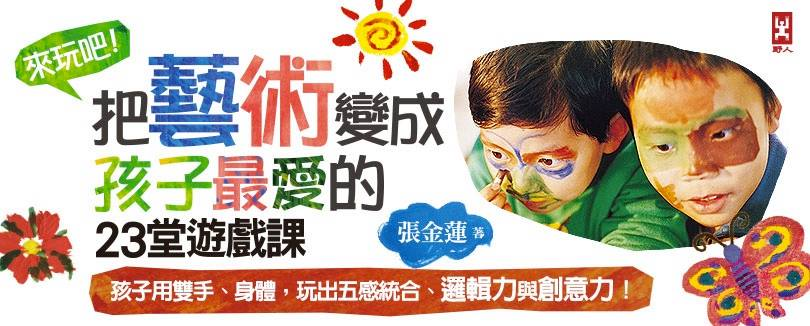 來玩吧！
把藝術變成
孩子最愛的
23堂遊戲課
張金蓮 著
孩子用雙手、身體，玩出五感統合、邏輯力與創意力！
野人